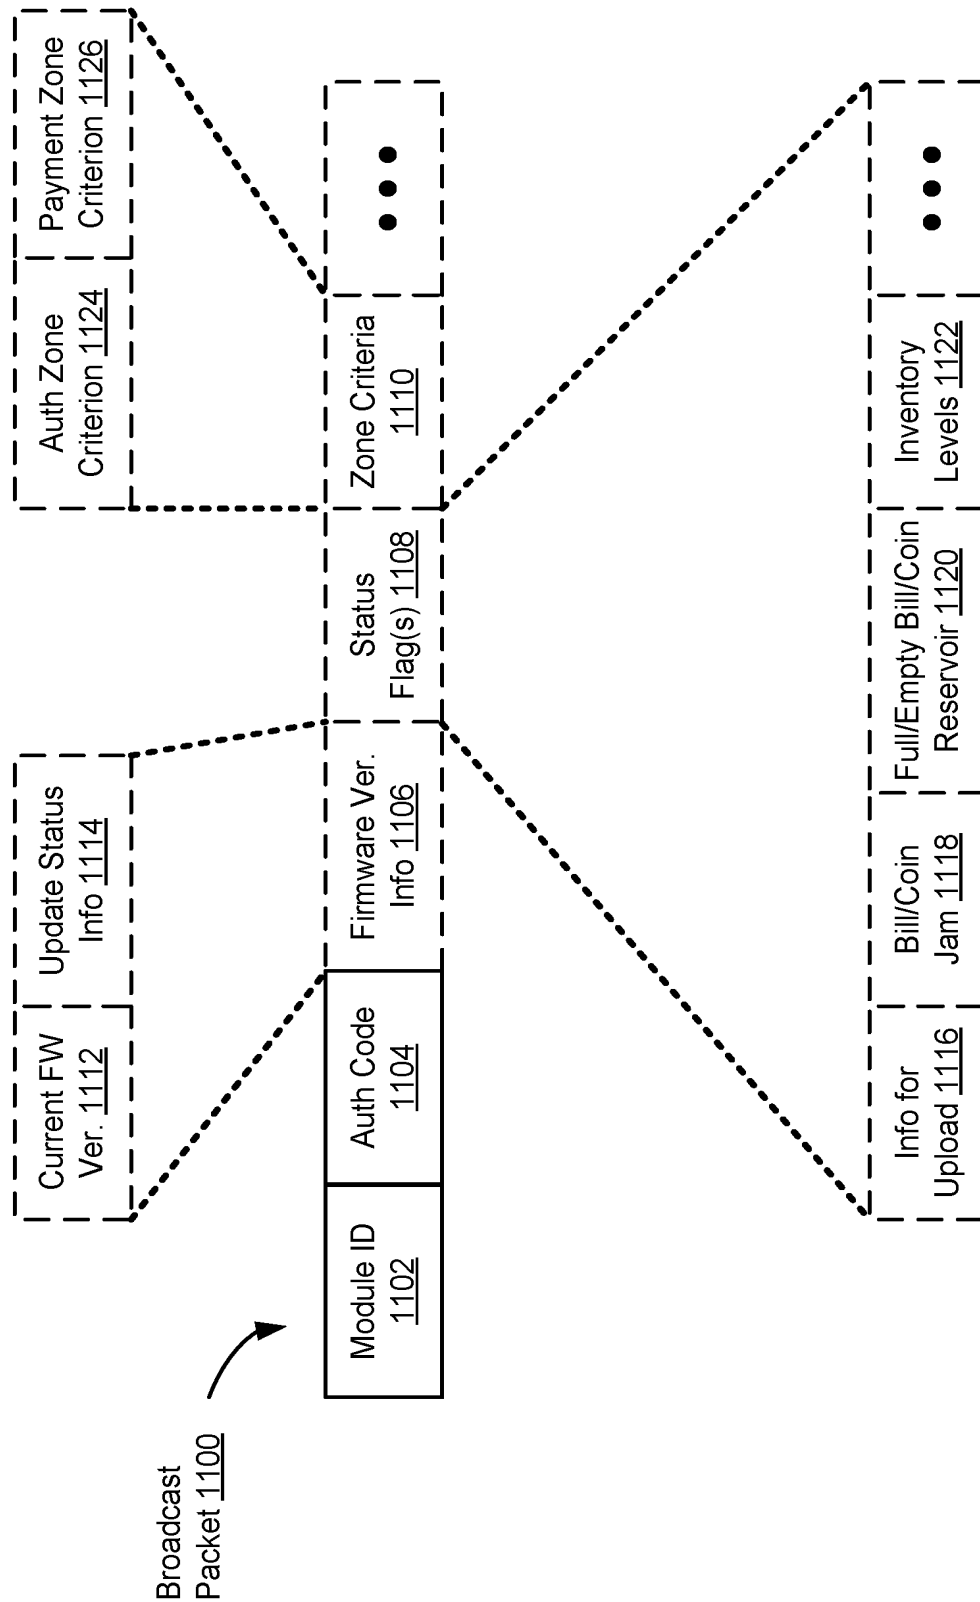 Broadcast
Packet 1100
Current FW
Ver. 1112
Update Status
Info 1114
Auth Zone
Criterion 1124
Payment Zone
Criterion 1126
Module ID
1102
Auth Code
1104
Firmware Ver.
Info 1106
Status
Flag(s) 1108
Zone Criteria
1110
Info for
Upload 1116
Bill/Coin
Jam 1118
Full/Empty Bill/Coin
Reservoir 1120
Inventory
Levels 1122